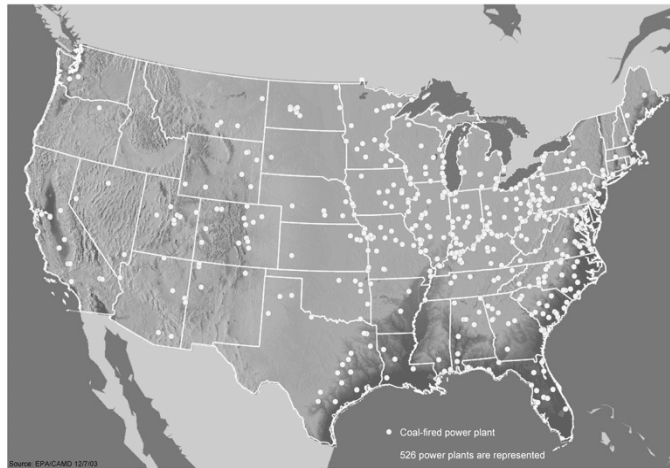 Coal-fired power plant
526 power plants are represented
Source: EPA/CAMD 12/7/03